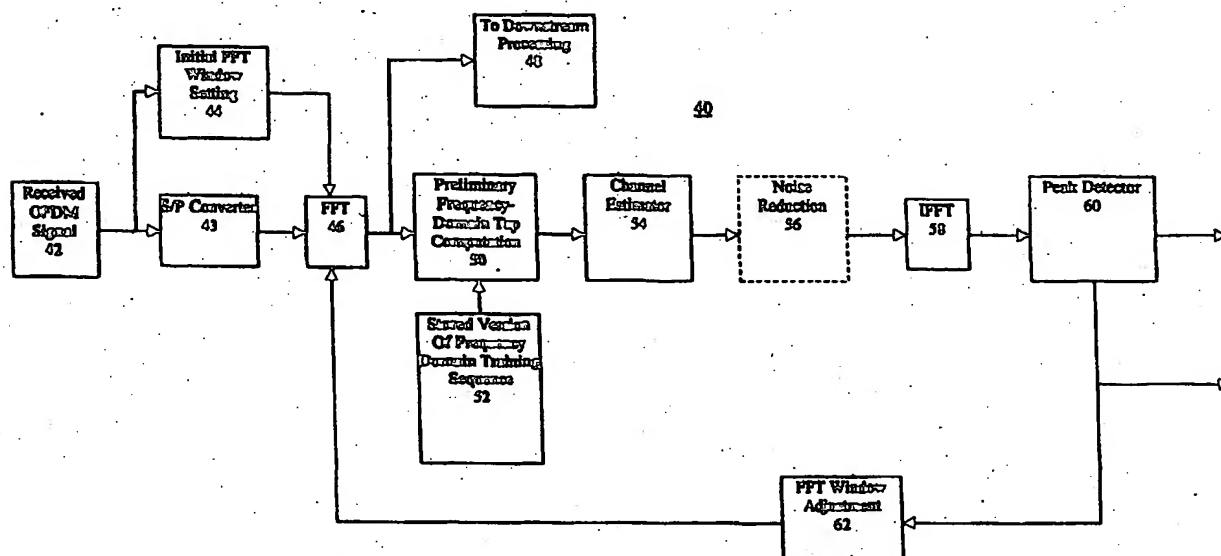 To Downstream
Processing
48
Initial FFT
Window
Setting
44
40
Received
OFDM
Signal
42
S/P Converter
43
FFT
46
Preliminary
Frequency-
Domain Tap
Computation
50
Channel
Estimator
54
Noise
Reduction
56
IFFT
58
Peak Detector
60
Stored Version
Of Frequency
Domain Training
Sequence
52
FFT Window
Adjustment
62